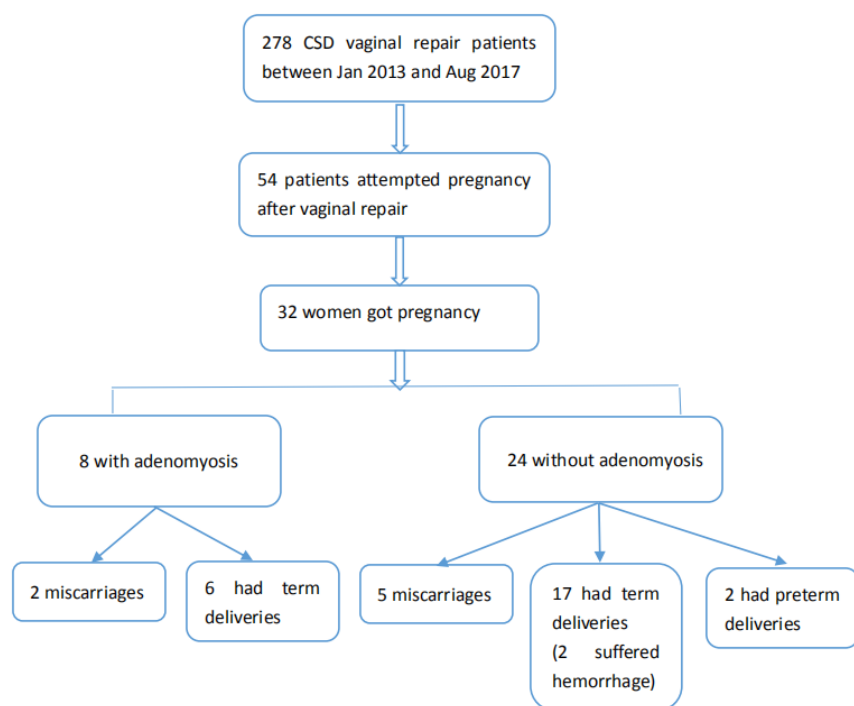 278 CSD vaginal repair patients
between Jan 2013 and Aug 2017
54 patients attempted pregnancy
after vaginal repair
32 women got pregnancy
8 with adenomyosis
24 without adenomyosis
2 miscarriages
6 had term
deliveries
5 miscarriages
17 had term
deliveries
(2 suffered
hemorrhage)
2 had preterm
deliveries